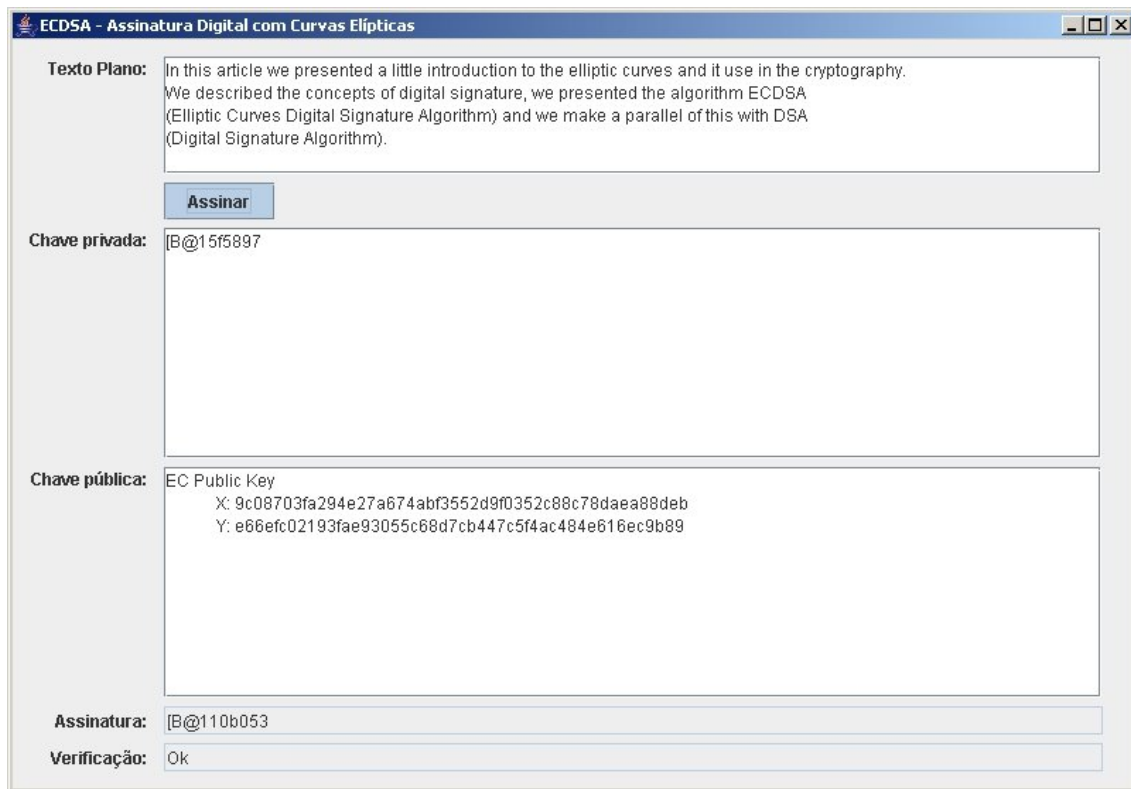 ECDSA - Assinatura Digital com Curvas Elípticas
Texto Plano:
In this article we presented a little introduction to the elliptic curves and it use in the cryptography.
We described the concepts of digital signature, we presented the algorithm ECDSA
(Elliptic Curves Digital Signature Algorithm) and we make a parallel of this with DSA
(Digital Signature Algorithm).
Assinar
Chave privada:
[B@15f5897
Chave pública:
EC Public Key
X: 9c08703fa294e27a674abf3552d9f0352c88c78daea88deb
Y: e66efc02193fae93055c68d7cb447c5f4ac484e616ec9b89
Assinatura:
[B@110b053
Verificação:
Ok